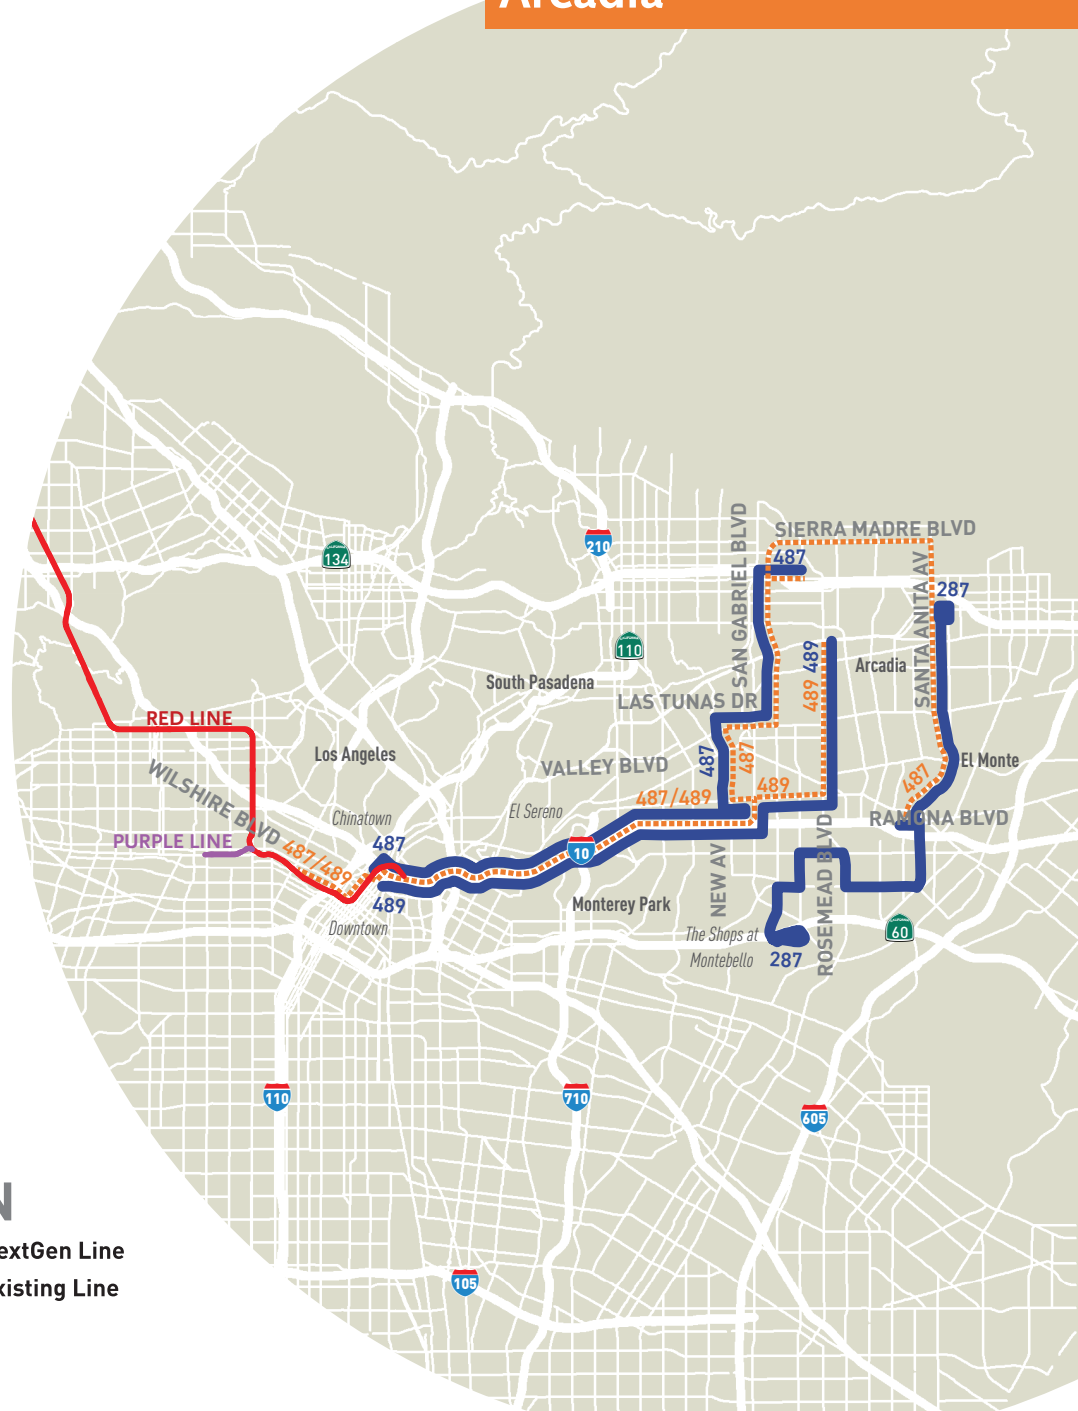 Arcadia
SIERRA MADRE BLVD
487
SAN GABRIEL BLVD
SANTA ANITA AV
287
210
CALIFORNIA
134
CALIFORNIA
110
489
489
Arcadia
South Pasadena
LAS TUNAS DR
RED LINE
Los Angeles
487
487
El Monte
VALLEY BLVD
489
487
WILSHIRE BLVD
487/489
El Sereno
Chinatown
RAMONA BLVD
PURPLE LINE
487
487/489
10
NEW AV
ROSEMEAD BLVD
489
Monterey Park
Downtown
The Shops at
Montebello
CALIFORNIA
60
287
110
710
605
N
extGen Line
xisting Line
105